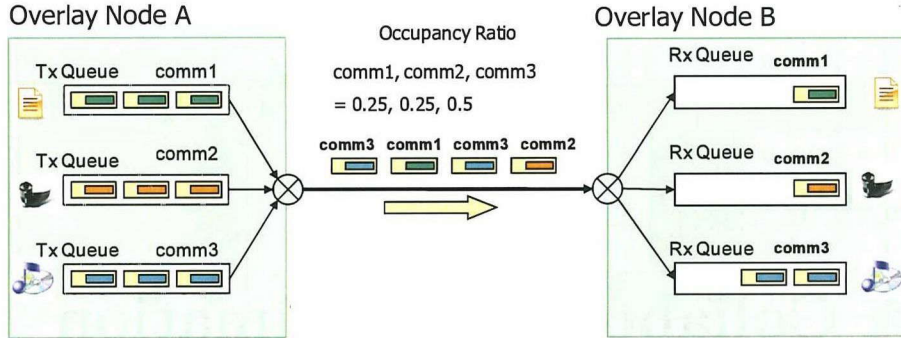 Overlay Node A
Overlay Node B
Occupancy Ratio
comm1, comm2, comm3
= 0.25, 0.25, 0.5
Tx Queue comm1
Tx Queue comm2
Tx Queue comm3
comm3 comm1 comm3 comm2
Rx Queue comm1
Rx Queue comm2
Rx Queue comm3